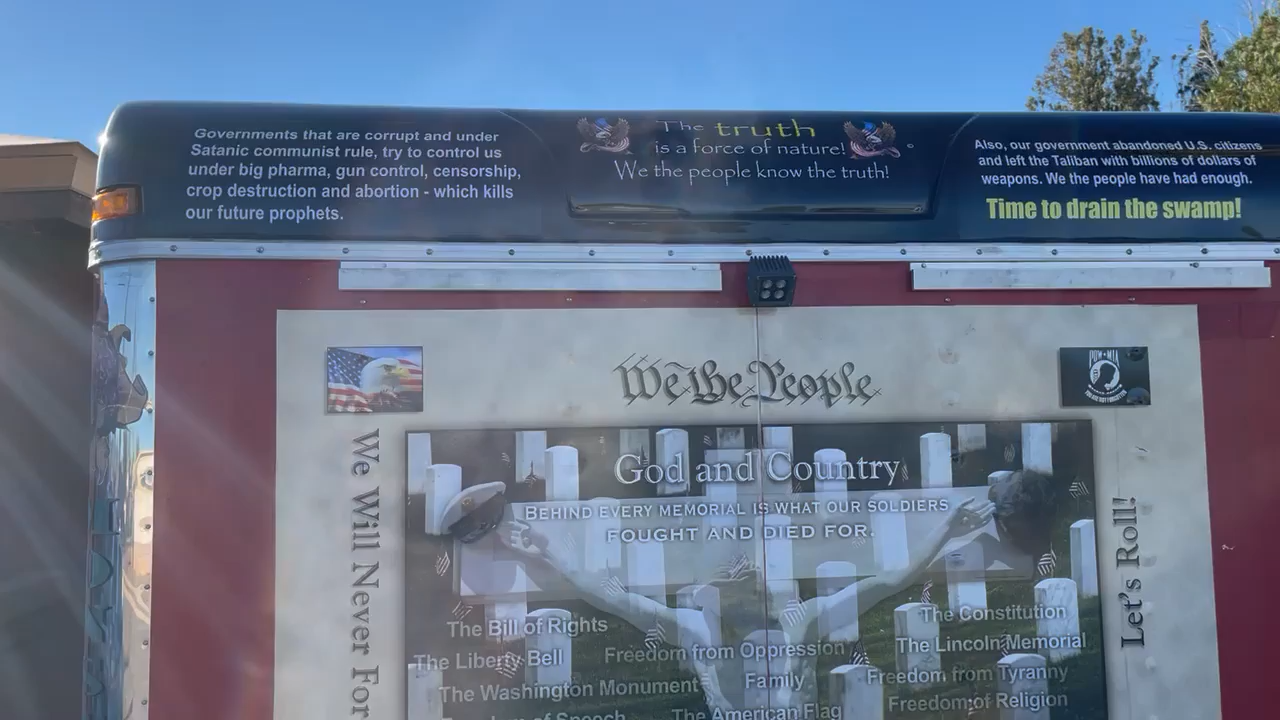 Governments that are corrupt and under
Satanic communist rule, try to control us
under big pharma, gun control, censorship,
crop destruction and abortion - which kills
our future prophets.
The truth
is a force of nature!
We the people know the truth!
©
Also, our government abandoned U.S. citizens
and left the Taliban with billions of dollars of
weapons. We the people have had enough.
Time to drain the swamp!
We The People
POW★MIA
YOU ARE NOT FORGOTTEN
We Will Never For
God and Country
BEHIND EVERY MEMORIAL IS WHAT OUR SOLDIERS
FOUGHT AND DIED FOR.
Let's Roll!
The Bill of Rights
The Constitution
The Liberty Bell
Freedom from Oppression
The Lincoln Memorial
The Washington Monument
Family
Freedom from Tyranny
of Speech
The American Flag
Freedom of Religion